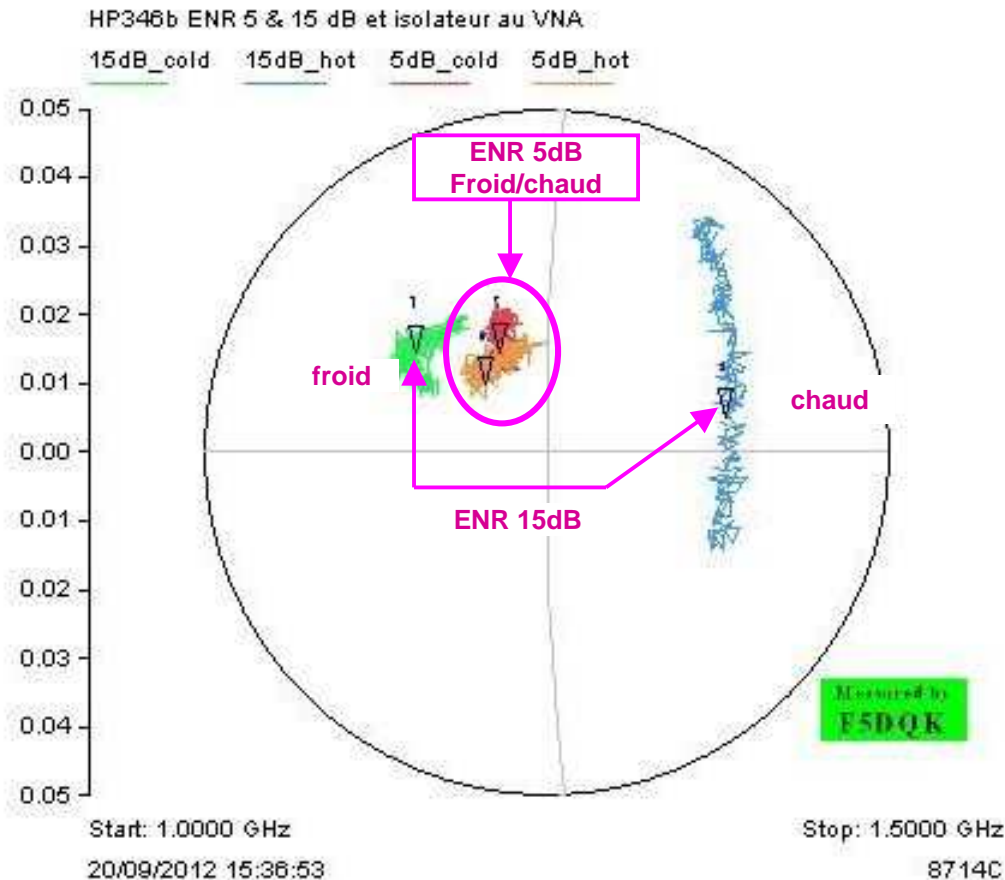 HP346b ENR 5 & 15 dB et isolateur au VNA
15dB_cold 15dB_hot 5dB_cold 5dB_hot
0.05
0.04
0.03
0.02
0.01
0.00
0.01
0.02
0.03
0.04
0.05
ENR 5dB
Froid/chaud
1
froid
chaud
ENR 15dB
Measured by
F5DQK
Start: 1.0000 GHz
Stop: 1.5000 GHz
20/09/2012 15:36:53
8714C